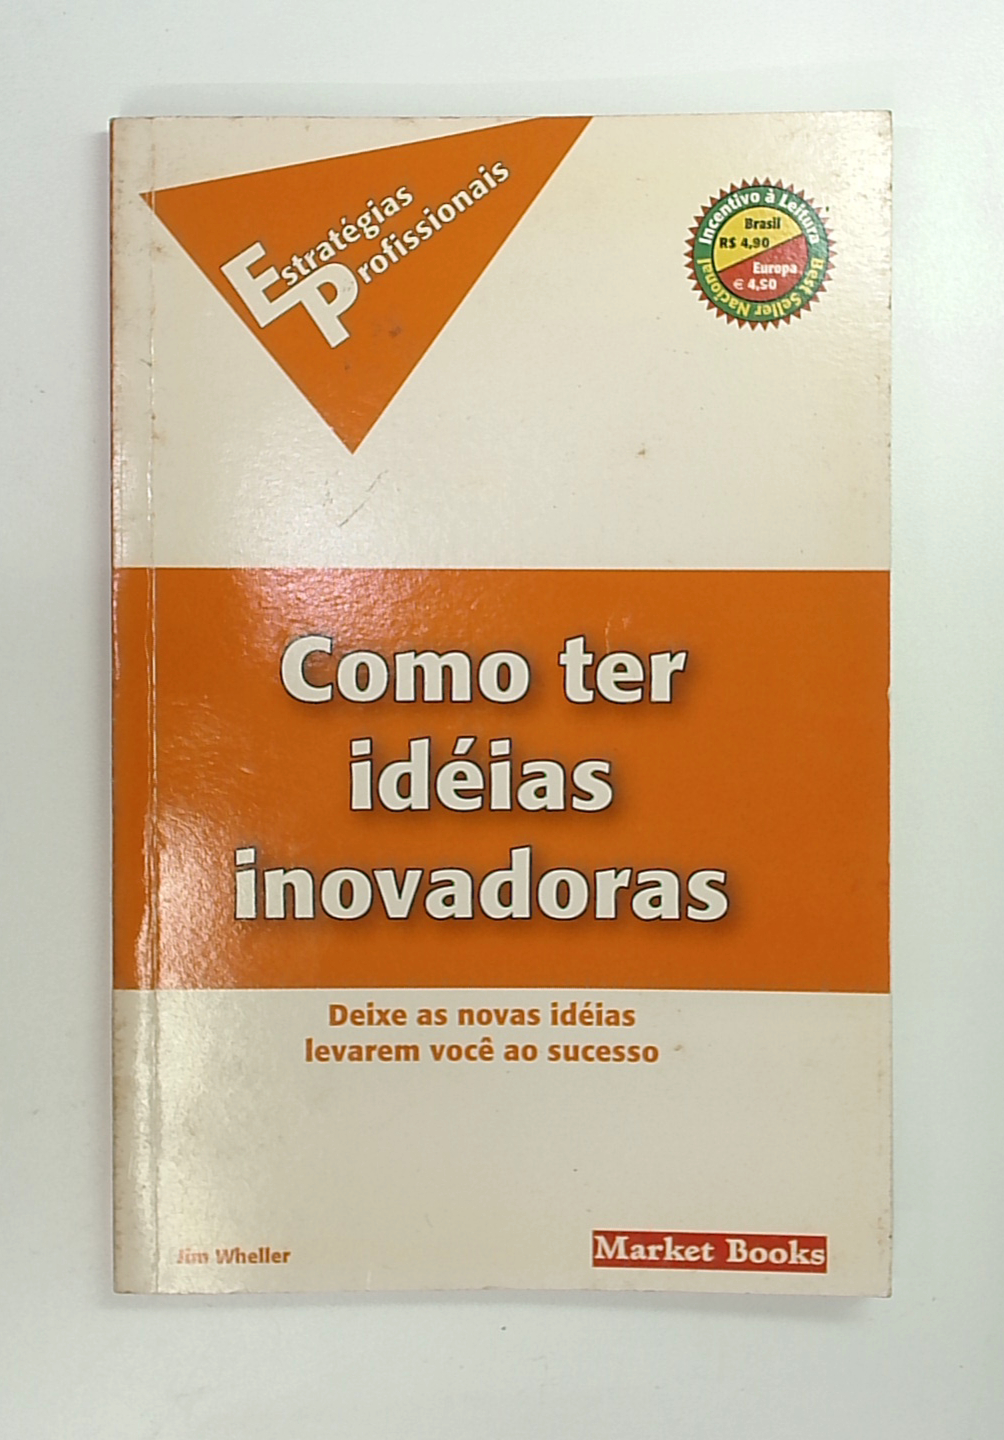 Estratégias
Profissionais
Incentivo à Leitura
Brasil
R$ 4,90
Europa
€ 4,50
Best Seller Nacional
Como ter
idéias
inovadoras
Deixe as novas idéias
levarem você ao sucesso
Jim Wheller
Market Books